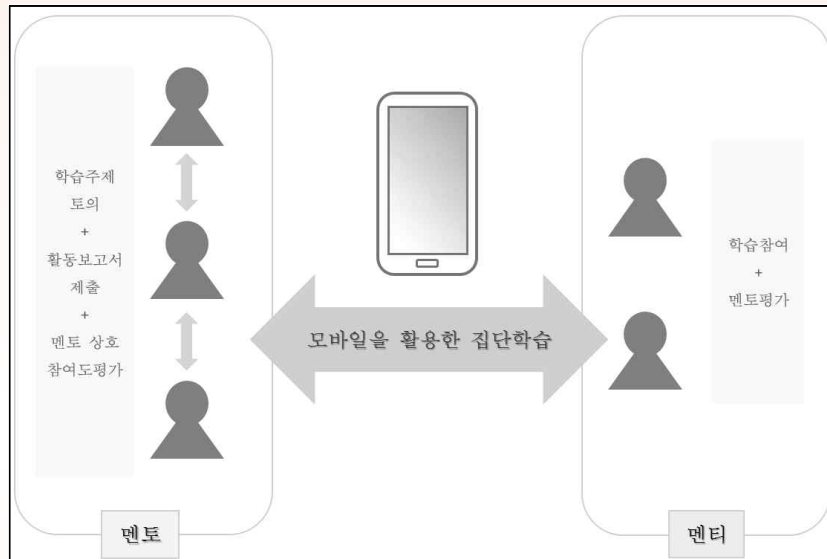 학습주제
토의
+
활동보고서
제출
+
멘토 상호
참여도평가
모바일을 활용한 집단학습
학습참여
+
멘토평가
멘토
멘티